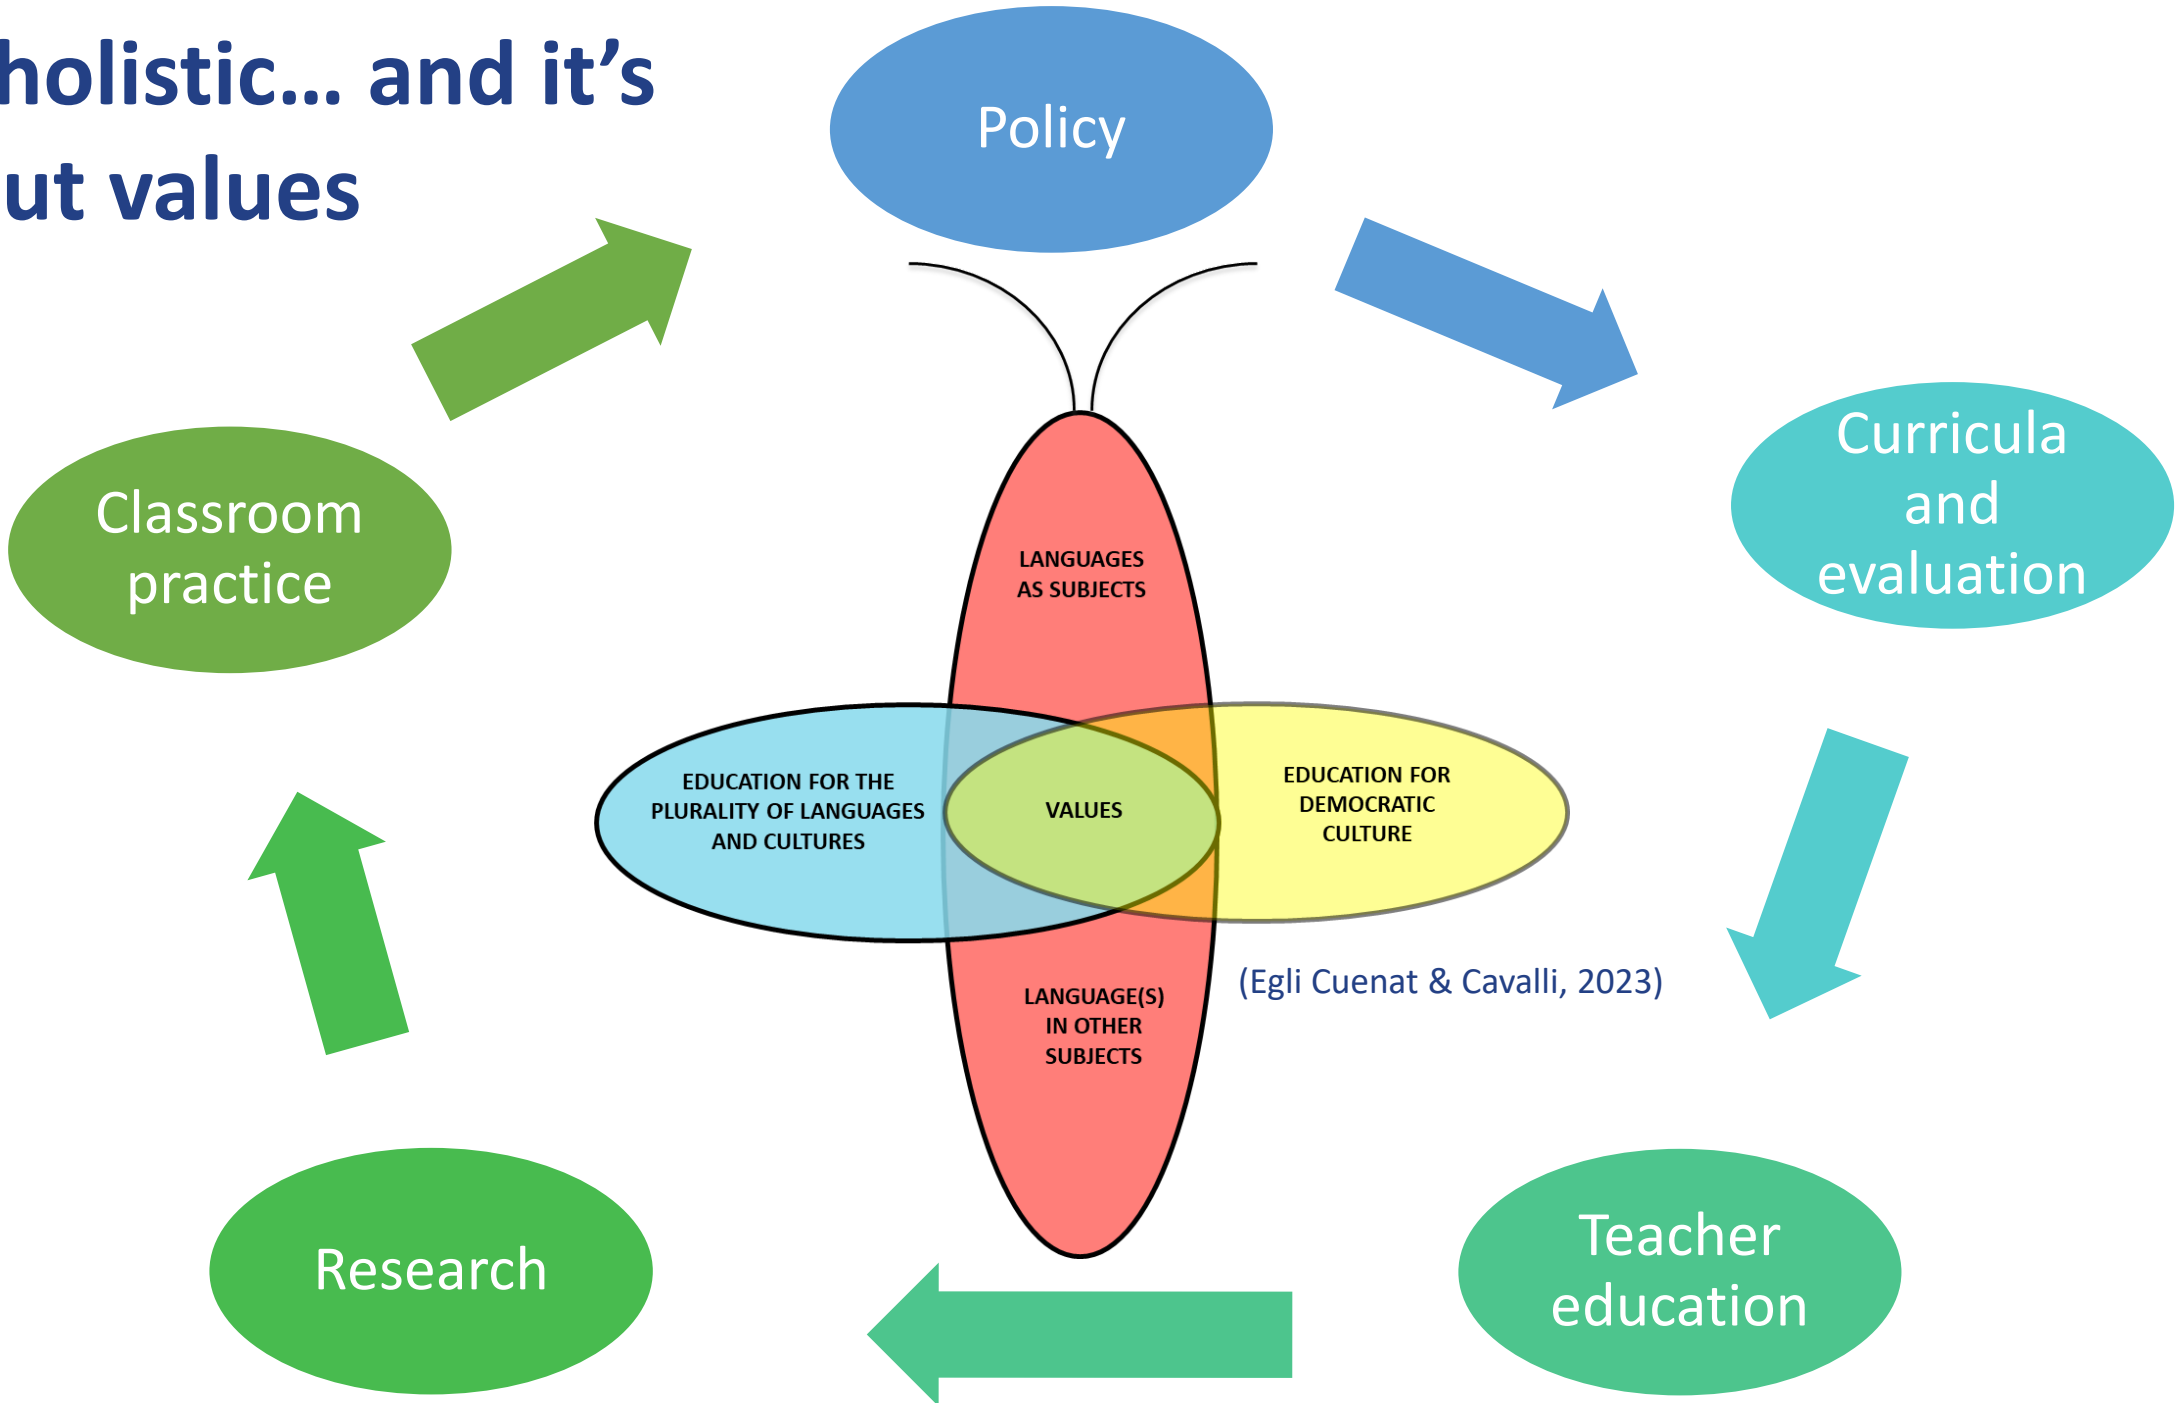 holistic... and it's
ut values
Policy
Curricula
and
evaluation
Classroom
practice
LANGUAGES
AS SUBJECTS
EDUCATION FOR THE
PLURALITY OF LANGUAGES
AND CULTURES
VALUES
EDUCATION FOR
DEMOCRATIC
CULTURE
(Egli Cuenat & Cavalli, 2023)
LANGUAGE(S)
IN OTHER
SUBJECTS
Teacher
education
Research